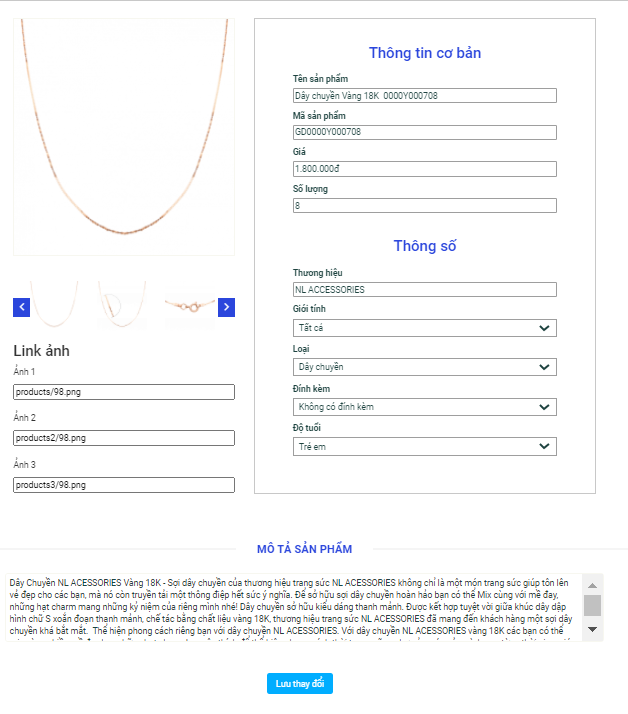 Thông tin cơ bản
Tên sản phẩm
Dây chuyền Vàng 18K 0000Y000708
Mã sản phẩm
GD0000Y000708
Giá
1.800.000đ
Số lượng
8
Thông số
Thương hiệu
NL ACCESSORIES
Giới tính
Tất cả
Loại
Dây chuyền
Đính kèm
Không có đính kèm
Độ tuổi
Trẻ em
Link ảnh
Ảnh 1
products/98.png
Ảnh 2
products2/98.png
Ảnh 3
products3/98.png
MÔ TẢ SẢN PHẨM
Dây Chuyền NL ACESSORIES Vàng 18K - Sợi dây chuyền của thương hiệu trang sức NL ACESSORIES không chỉ là một món trang sức giúp tôn lên
vẻ đẹp cho các bạn, mà nó còn truyền tải một thông điệp hết sức ý nghĩa. Để sở hữu sợi dây chuyền hoàn hảo bạn có thể Mix cùng với mề đay,
những hạt charm mang những kỷ niệm của riêng mình nhé! Dây chuyền sở hữu kiểu dáng thanh mảnh. Được kết hợp tuyệt vời giữa khúc dây dập
hình chữ S xoắn đoạn thanh mảnh, chế tác bằng chất liệu vàng 18K, thương hiệu trang sức NL ACESSORIES đã mang đến khách hàng một sợi dây
chuyền khá bắt mắt. Thể hiện phong cách riêng bạn với dây chuyền NL ACESSORIES. Với dây chuyền NL ACESSORIES vàng 18K các bạn có thể
Lưu thay đổi